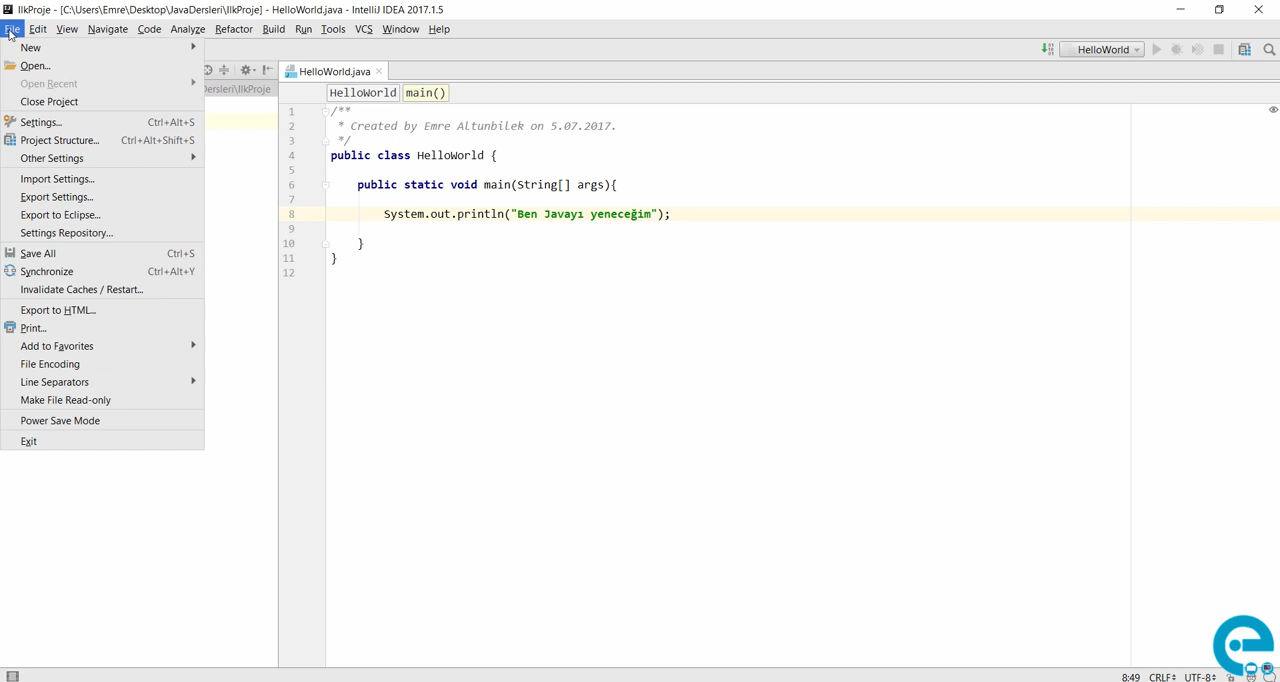 IlkProje - [C:\Users\Emre\Desktop\JavaDersleri\IlkProje] - HelloWorld.java - IntelliJ IDEA 2017.1.5
File Edit View Navigate Code Analyze Refactor Build Run Tools VCS Window Help
HelloWorld
New
Open...
Open Recent
Close Project
Settings... Ctrl+Alt+S
Project Structure... Ctrl+Alt+Shift+S
Other Settings
Import Settings...
Export Settings...
Export to Eclipse...
Settings Repository...
Save All Ctrl+S
Synchronize Ctrl+Alt+Y
Invalidate Caches / Restart...
Export to HTML...
Print...
Add to Favorites
File Encoding
Line Separators
Make File Read-only
Power Save Mode
Exit
Dersleri\IlkProje
HelloWorld.java
HelloWorld main()
1 /**
2 * Created by Emre Altunbilek on 5.07.2017.
3 */
4 public class HelloWorld {
5
6 public static void main(String[] args){
7
8 System.out.println("Ben Javayı yeneceğim");
9
10 }
11 }
12
8:49 CRLF UTF-8